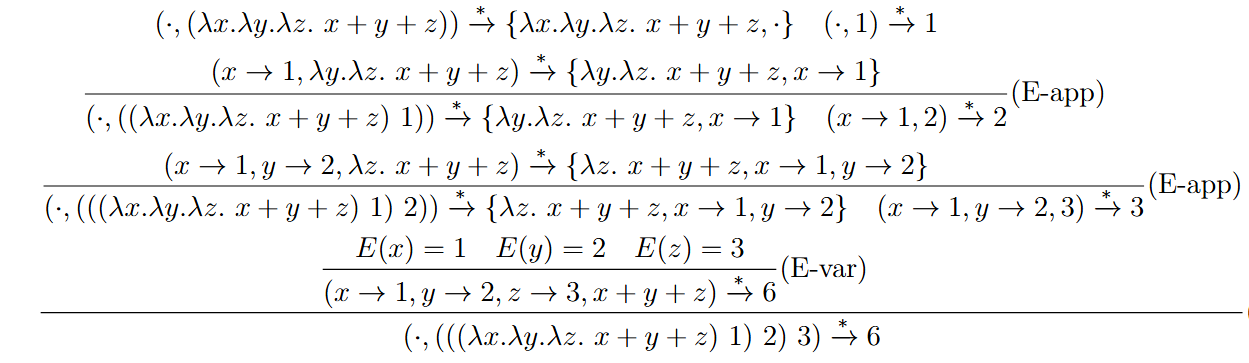 (·, (λx.λy.λz. x + y + z)) →* {λx.λy.λz. x + y + z, ·} (·, 1) →* 1
(x → 1, λy.λz. x + y + z) →* {λy.λz. x + y + z, x → 1}
(E-app)
(·, ((λx.λy.λz. x + y + z) 1)) →* {λy.λz. x + y + z, x → 1} (x → 1, 2) →* 2
(x → 1, y → 2, λz. x + y + z) →* {λz. x + y + z, x → 1, y → 2}
(E-app)
(·, (((λx.λy.λz. x + y + z) 1) 2)) →* {λz. x + y + z, x → 1, y → 2} (x → 1, y → 2, 3) →* 3
E(x) = 1 E(y) = 2 E(z) = 3
(E-var)
(x → 1, y → 2, z → 3, x + y + z) →* 6
(·, (((λx.λy.λz. x + y + z) 1) 2) 3) →* 6